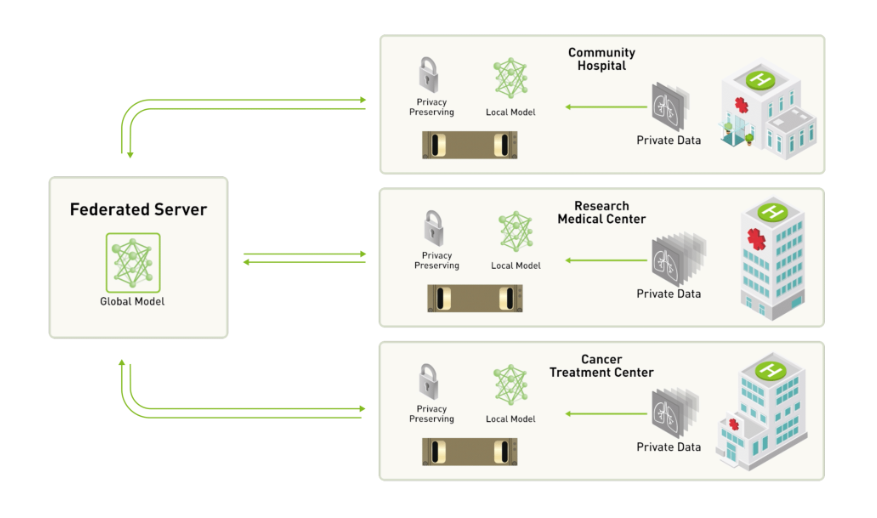 Federated Server
Global Model
Community
Hospital
Privacy
Preserving
Local Model
Private Data
H
Research
Medical Center
Privacy
Preserving
Local Model
Private Data
H
Cancer
Treatment Center
Privacy
Preserving
Local Model
Private Data
H